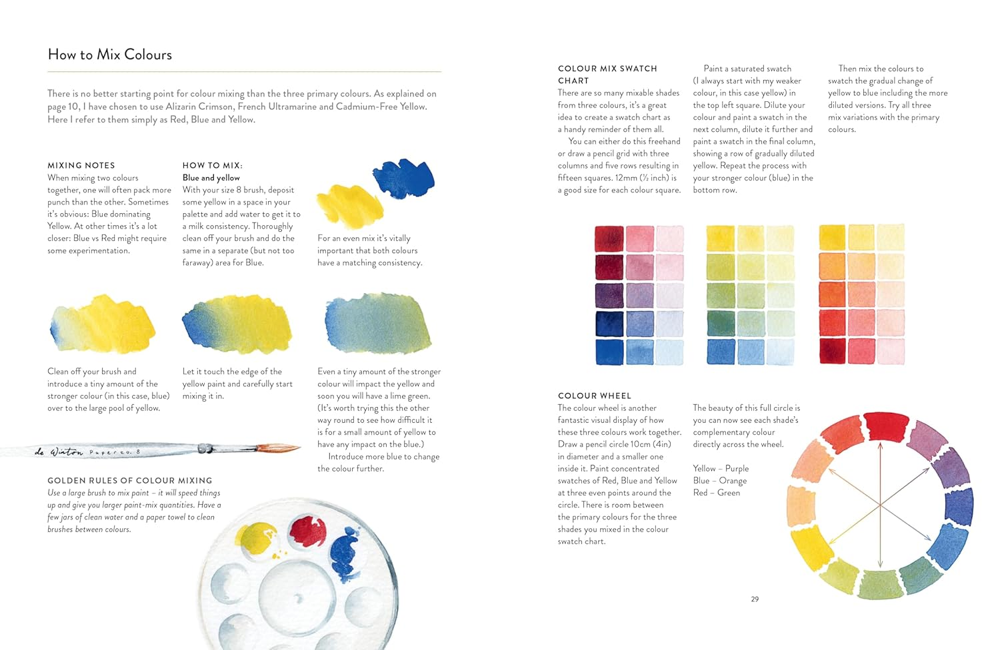 How to Mix Colours
There is no better starting point for colour mixing than the three primary colours. As explained on
page 10, I have chosen to use Alizarin Crimson, French Ultramarine and Cadmium-Free Yellow.
Here I refer to them simply as Red, Blue and Yellow.
MIXING NOTES
When mixing two colours
together, one will often pack more
punch than the other. Sometimes
it's obvious: Blue dominating
Yellow. At other times it's a lot
closer: Blue vs Red might require
some experimentation.
HOW TO MIX:
Blue and yellow
With your size 8 brush, deposit
some yellow in a space in your
palette and add water to get it to
a milk consistency. Thoroughly
clean off your brush and do the
same in a separate (but not too
faraway) area for Blue.
For an even mix it's vitally
important that both colours
have a matching consistency.
Clean off your brush and
introduce a tiny amount of the
stronger colour (in this case, blue)
over to the large pool of yellow.
Let it touch the edge of the
yellow paint and carefully start
mixing it in.
Even a tiny amount of the stronger
colour will impact the yellow and
soon you will have a lime green.
(It's worth trying this the other
way round to see how difficult it
is for a small amount of yellow to
have any impact on the blue.)
Introduce more blue to change
the colour further.
de Winton Paper co. 8
GOLDEN RULES OF COLOUR MIXING
Use a large brush to mix paint – it will speed things
up and give you larger paint-mix quantities. Have a
few jars of clean water and a paper towel to clean
brushes between colours.
COLOUR MIX SWATCH
CHART
There are so many mixable shades
from three colours, it's a great
idea to create a swatch chart as
a handy reminder of them all.
You can either do this freehand
or draw a pencil grid with three
columns and five rows resulting in
fifteen squares. 12mm (½ inch) is
a good size for each colour square.
Paint a saturated swatch
(I always start with my weaker
colour, in this case yellow) in
the top left square. Dilute your
colour and paint a swatch in the
next column, dilute it further and
paint a swatch in the final column,
showing a row of gradually diluted
yellow. Repeat the process with
your stronger colour (blue) in the
bottom row.
Then mix the colours to
swatch the gradual change of
yellow to blue including the more
diluted versions. Try all three
mix variations with the primary
colours.
COLOUR WHEEL
The colour wheel is another
fantastic visual display of how
these three colours work together.
Draw a pencil circle 10cm (4in)
in diameter and a smaller one
inside it. Paint concentrated
swatches of Red, Blue and Yellow
at three even points around the
circle. There is room between
the primary colours for the three
shades you mixed in the colour
swatch chart.
The beauty of this full circle is
you can now see each shade's
complementary colour
directly across the wheel.
Yellow – Purple
Blue – Orange
Red – Green
29